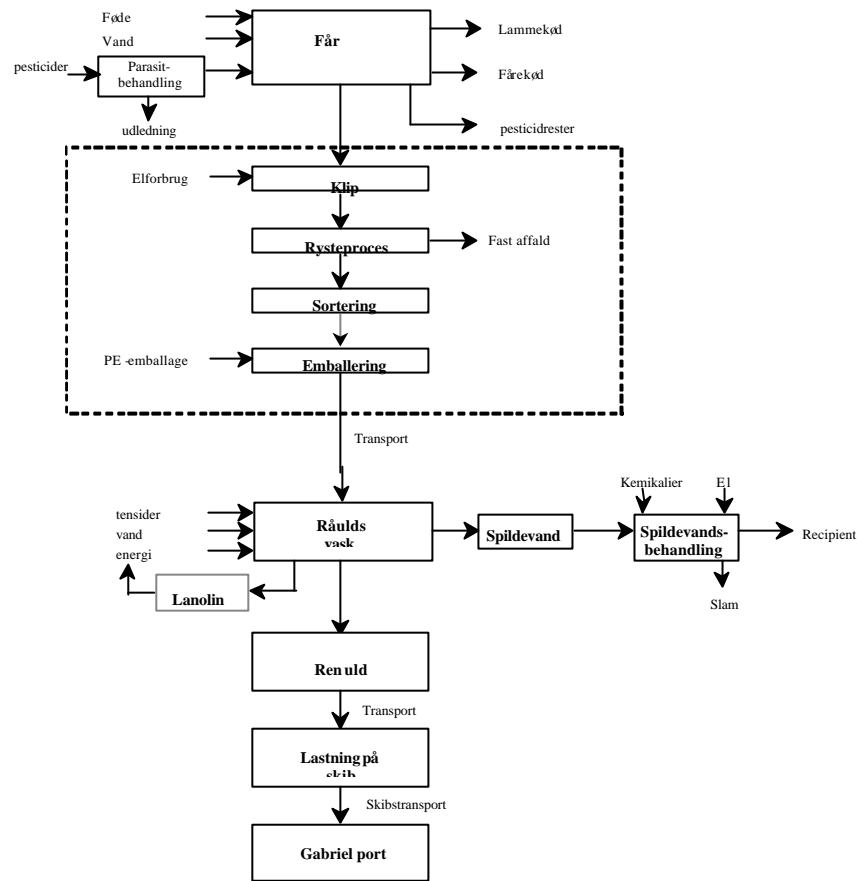 Føde
Vand
Får
Lammekød
pesticider
Parasit-
behandling
Fårekød
udledning
pesticidrester
Elforbrug
Klip
Rysteproces
Fast affald
Sortering
PE -emballage
Emballering
Transport
tensider
vand
energi
Råulds
vask
Spildevand
Kemikalier
El
Spildevands-
behandling
Recipient
Lanolin
Slam
Ren uld
Transport
Lastning på
skib
Skibstransport
Gabriel port